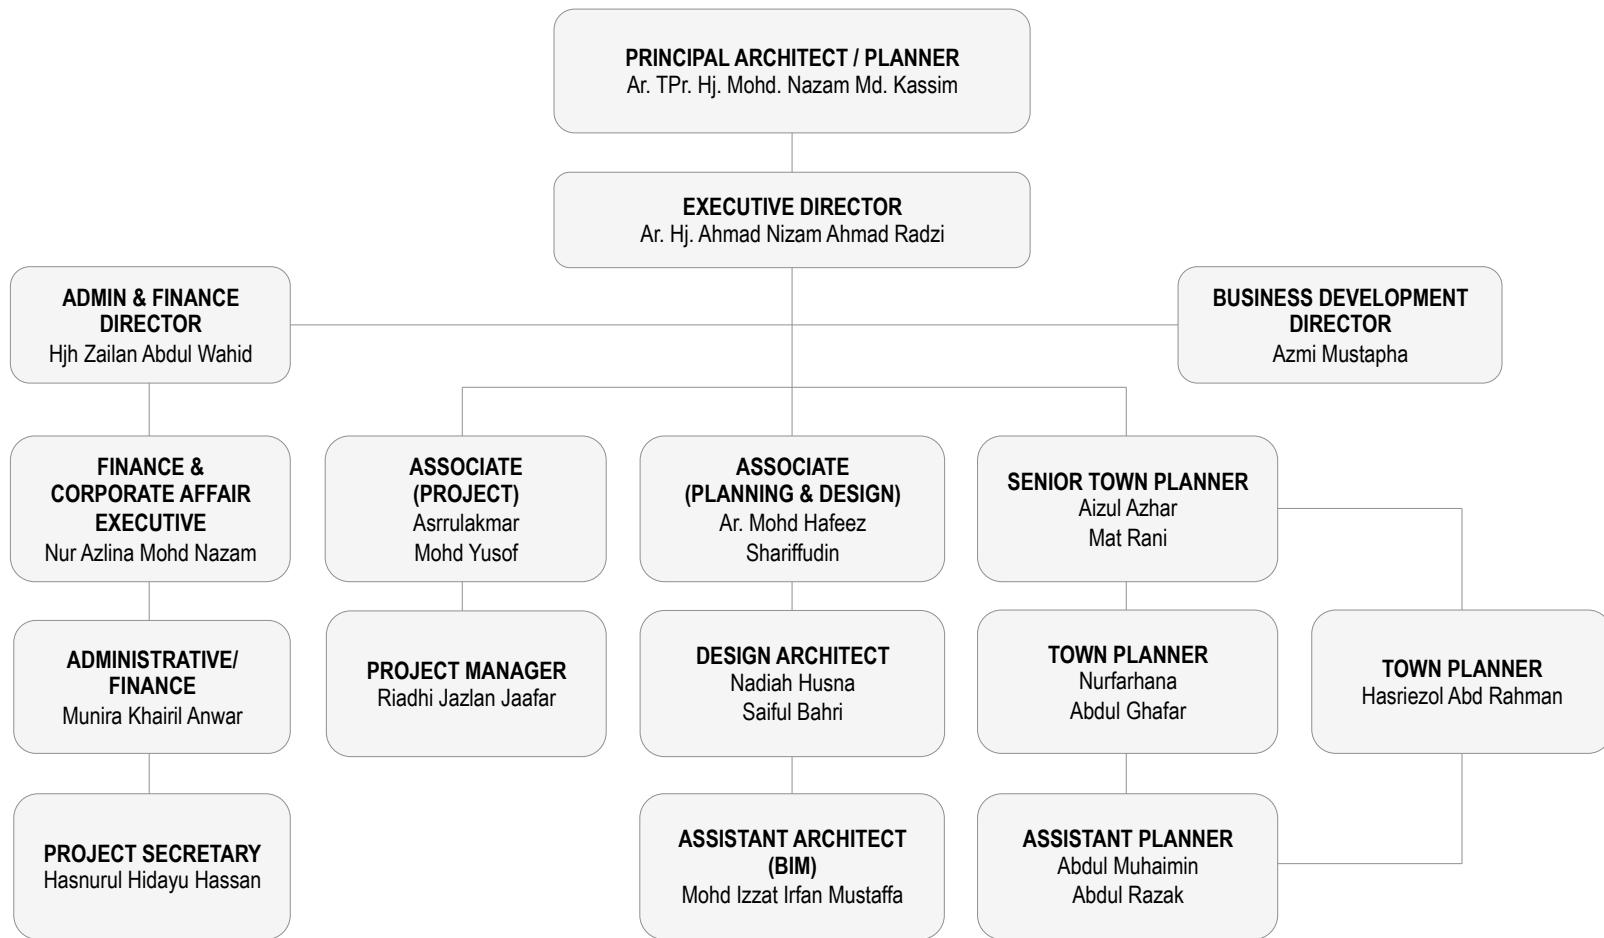 PRINCIPAL ARCHITECT / PLANNER
Ar. TPr. Hj. Mohd. Nazam Md. Kassim
EXECUTIVE DIRECTOR
Ar. Hj. Ahmad Nizam Ahmad Radzi
ADMIN & FINANCE
DIRECTOR
Hjh Zailan Abdul Wahid
BUSINESS DEVELOPMENT
DIRECTOR
Azmi Mustapha
FINANCE &
CORPORATE AFFAIR
EXECUTIVE
Nur Azlina Mohd Nazam
ASSOCIATE
(PROJECT)
Asrrulakmar
Mohd Yusof
ASSOCIATE
(PLANNING & DESIGN)
Ar. Mohd Hafeez
Shariffudin
SENIOR TOWN PLANNER
Aizul Azhar
Mat Rani
ADMINISTRATIVE/
FINANCE
Munira Khairil Anwar
PROJECT MANAGER
Riadhi Jazlan Jaafar
DESIGN ARCHITECT
Nadiah Husna
Saiful Bahri
TOWN PLANNER
Nurfarhana
Abdul Ghafar
TOWN PLANNER
Hasriezol Abd Rahman
PROJECT SECRETARY
Hasnurul Hidayu Hassan
ASSISTANT ARCHITECT
(BIM)
Mohd Izzat Irfan Mustaffa
ASSISTANT PLANNER
Abdul Muhaimin
Abdul Razak